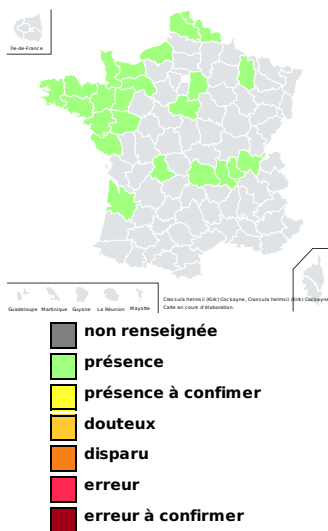 Île-de-France
Guadeloupe Martinique Guyane La Réunion Mayotte
Crassula helmsii (Kirk) Cockayne, Crassula helmsii (Kirk) Cockayne
Carte en cours d'élaboration.
non renseignée
présence
présence à confimer
douteux
disparu
erreur
erreur à confirmer